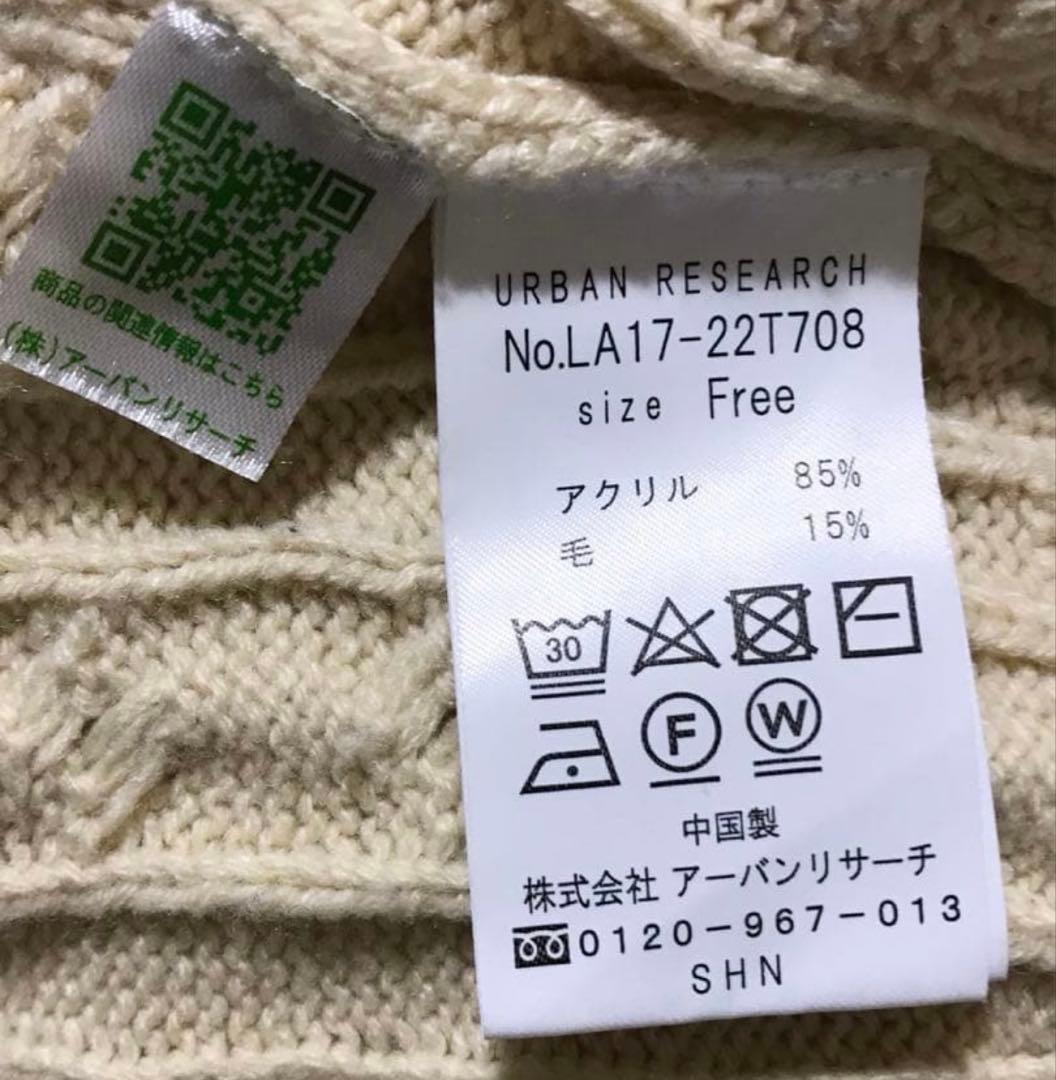 商品の関連情報はこちら
(株)アーバンリサーチ
URBAN RESEARCH
No.LA17-22T708
size Free
アクリル 85%
毛 15%
30
F W
中国製
株式会社 アーバンリサーチ
0120-967-013
SHN